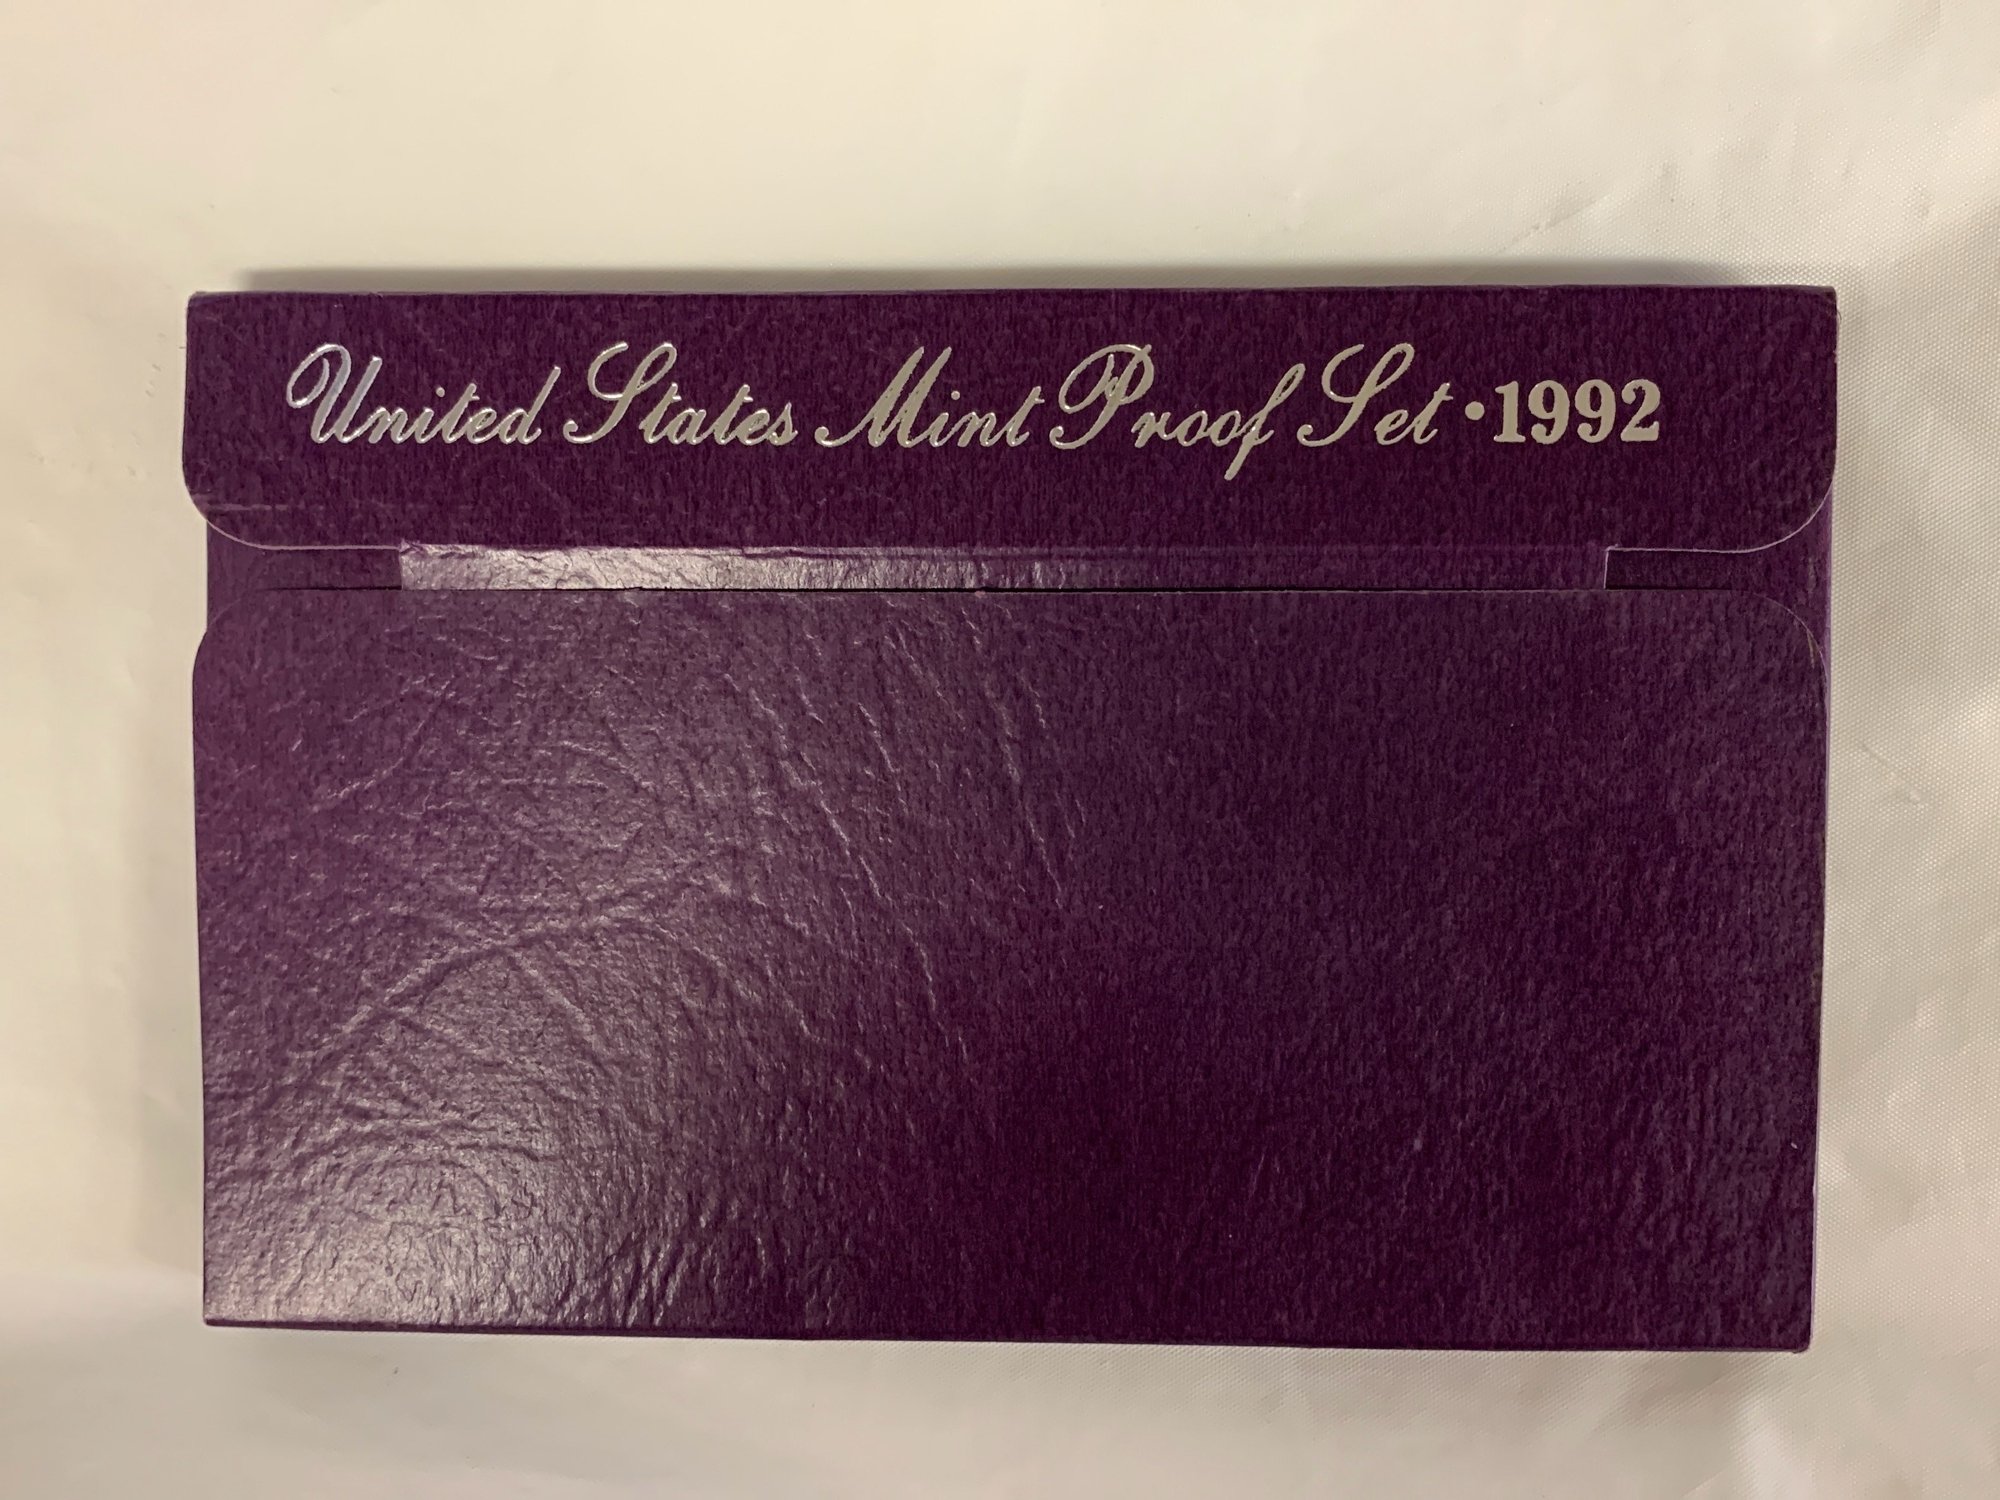 United States Mint Proof Set · 1992